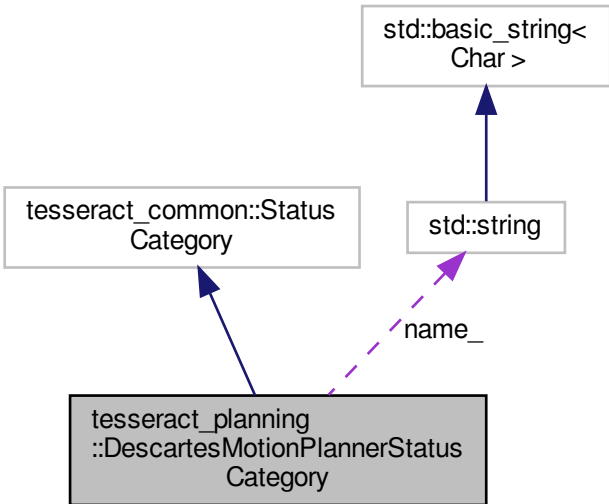 std::basic_string<
Char >
tesseract_common::Status
Category
std::string
name_
tesseract_planning
::DescartesMotionPlannerStatus
Category